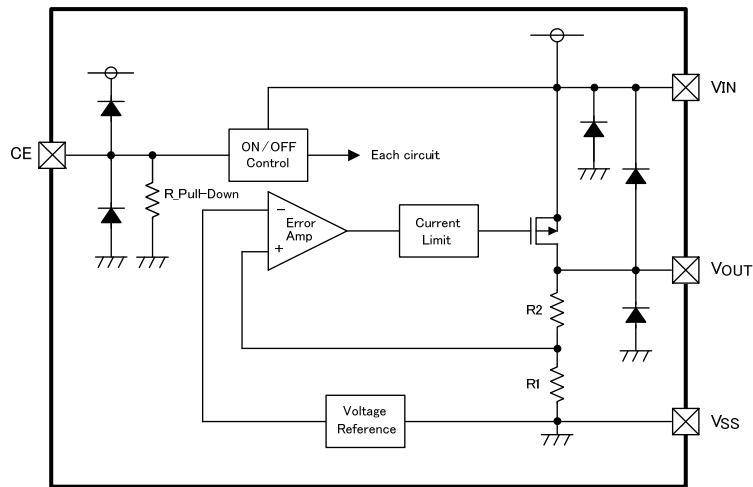 VIN
CE
ON/OFF
Control
Each circuit
R_Pull-Down
−
Error
Amp
+
Current
Limit
VOUT
R2
R1
Voltage
Reference
VSS